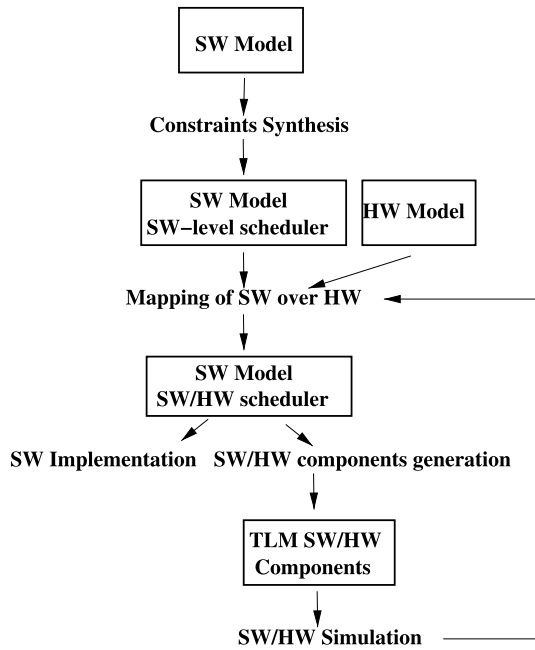 SW Model
Constraints Synthesis
SW Model
SW−level scheduler
HW Model
Mapping of SW over HW
SW Model
SW/HW scheduler
SW Implementation
SW/HW components generation
TLM SW/HW
Components
SW/HW Simulation